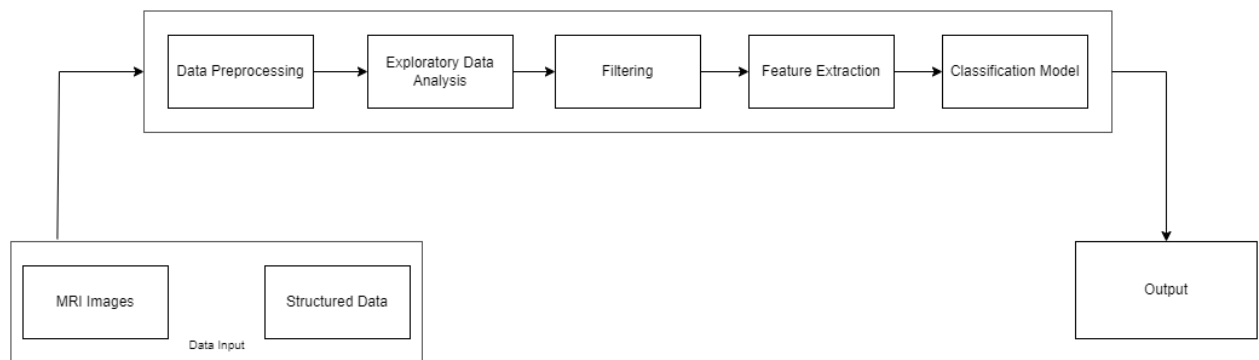 Data Preprocessing
Exploratory Data
Analysis
Filtering
Feature Extraction
Classification Model
MRI Images
Structured Data
Data Input
Output